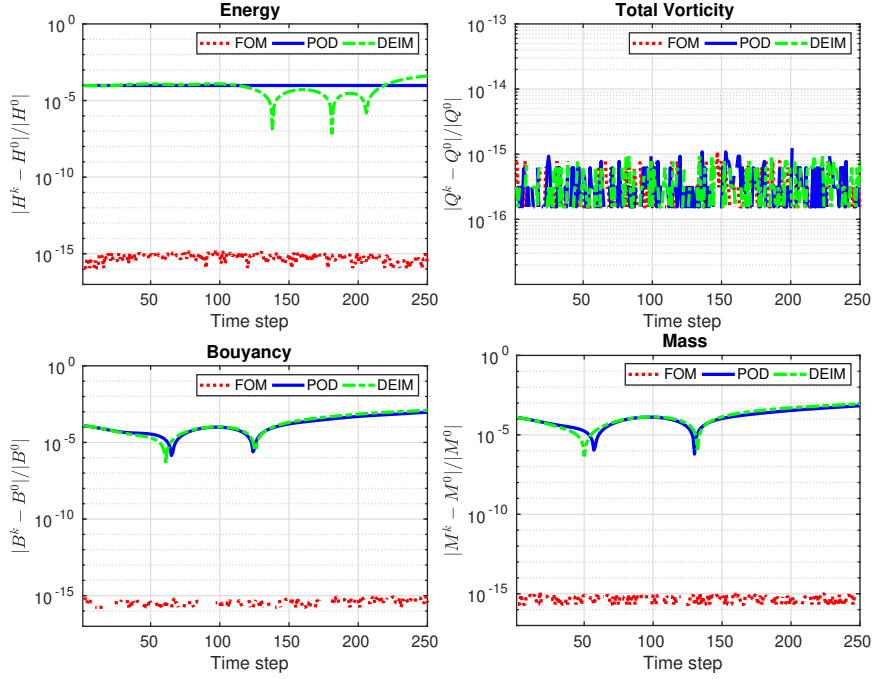 Energy
FOM POD DEIM
10^0
10^-5
10^-10
10^-15
|H^k − H^0|/|H^0|
50 100 150 200 250
Time step
Total Vorticity
FOM POD DEIM
10^-13
10^-14
10^-15
10^-16
|Q^k − Q^0|/|Q^0|
50 100 150 200 250
Time step
Bouyancy
FOM POD DEIM
10^0
10^-5
10^-10
10^-15
|B^k − B^0|/|B^0|
50 100 150 200 250
Time step
Mass
FOM POD DEIM
10^0
10^-5
10^-10
10^-15
|M^k − M^0|/|M^0|
50 100 150 200 250
Time step